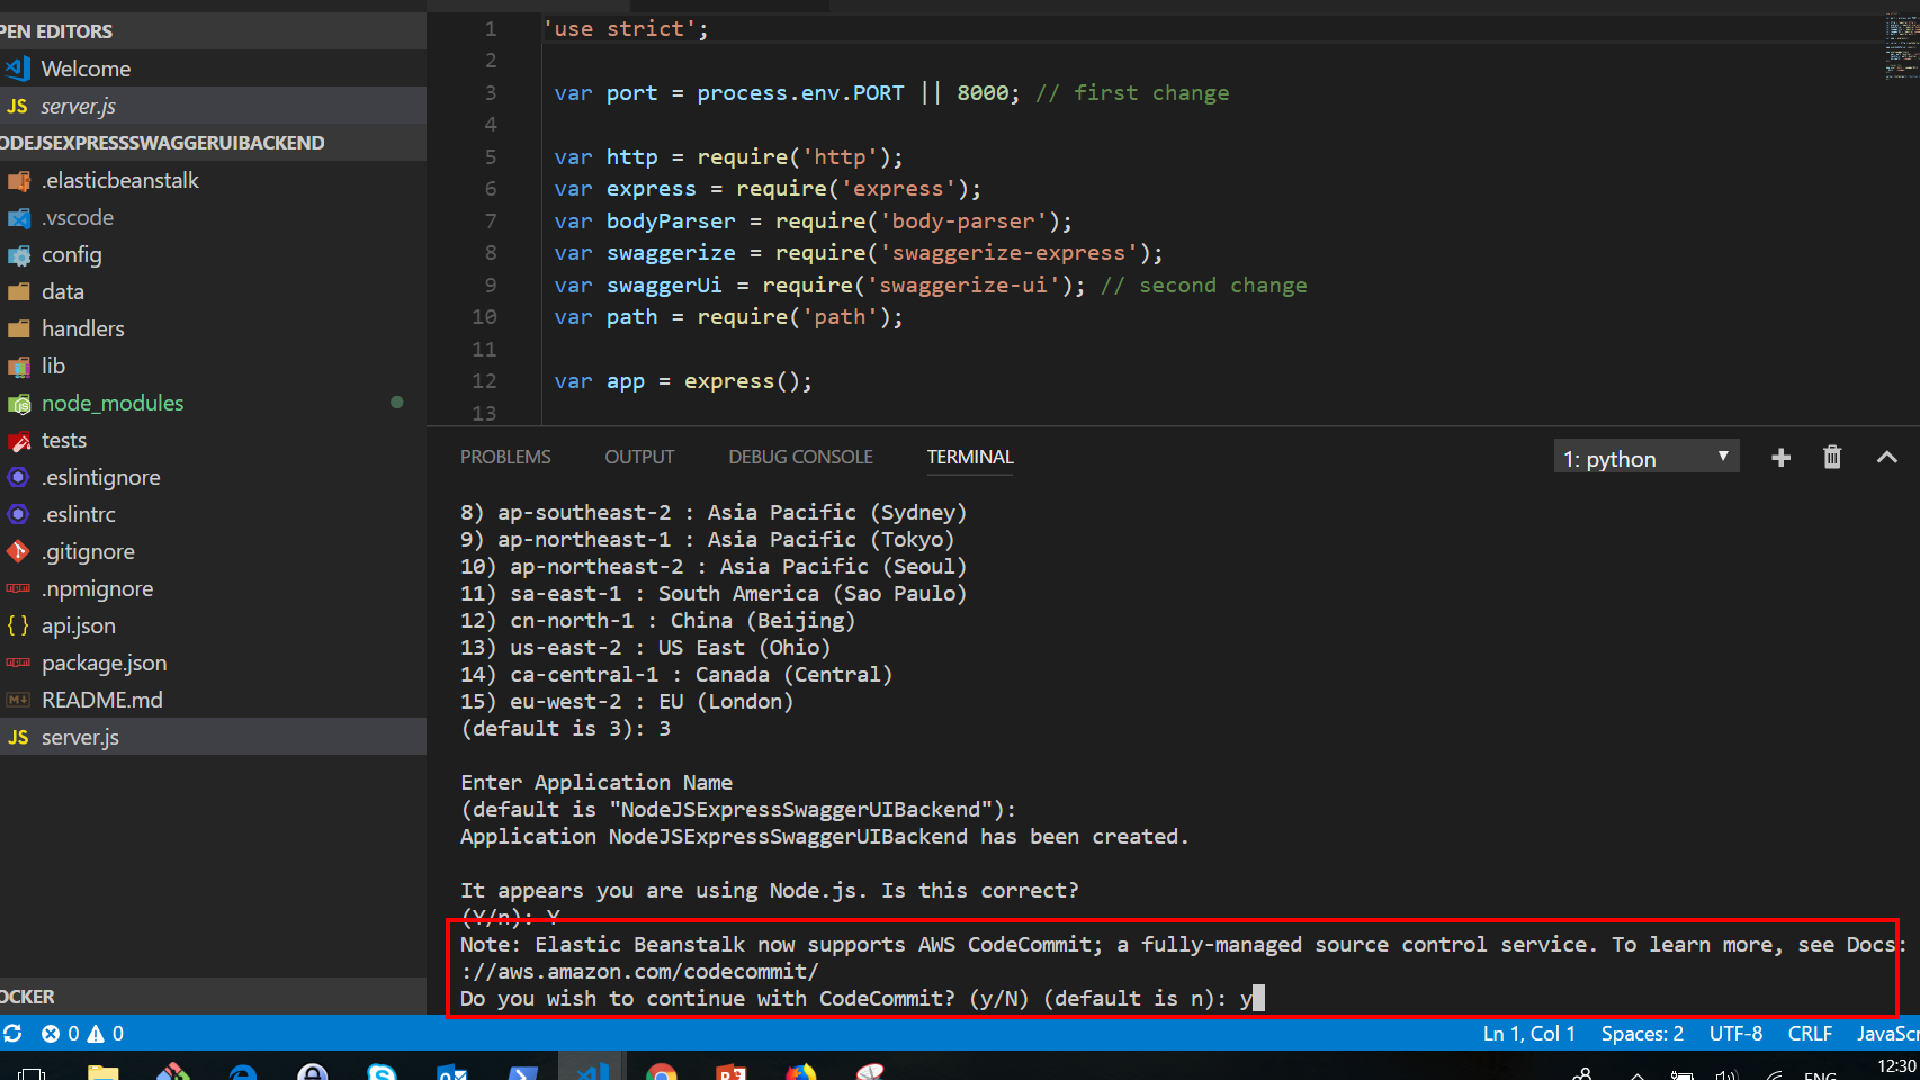 PEN EDITORS
Welcome
JS server.js
ODEJSEXPRESSSWAGGERUIBACKEND
.elasticbeanstalk
.vscode
config
data
handlers
lib
node_modules
tests
.eslintignore
.eslintrc
.gitignore
.npmignore
{ } api.json
package.json
M↓ README.md
JS server.js
OCKER
1 'use strict';
2
3 var port = process.env.PORT || 8000; // first change
4
5 var http = require('http');
6 var express = require('express');
7 var bodyParser = require('body-parser');
8 var swaggerize = require('swaggerize-express');
9 var swaggerUi = require('swaggerize-ui'); // second change
10 var path = require('path');
11
12 var app = express();
13
PROBLEMS OUTPUT DEBUG CONSOLE TERMINAL 1: python
8) ap-southeast-2 : Asia Pacific (Sydney)
9) ap-northeast-1 : Asia Pacific (Tokyo)
10) ap-northeast-2 : Asia Pacific (Seoul)
11) sa-east-1 : South America (Sao Paulo)
12) cn-north-1 : China (Beijing)
13) us-east-2 : US East (Ohio)
14) ca-central-1 : Canada (Central)
15) eu-west-2 : EU (London)
(default is 3): 3
Enter Application Name
(default is "NodeJSExpressSwaggerUIBackend"):
Application NodeJSExpressSwaggerUIBackend has been created.
It appears you are using Node.js. Is this correct?
(Y/n): Y
Note: Elastic Beanstalk now supports AWS CodeCommit; a fully-managed source control service. To learn more, see Docs:
://aws.amazon.com/codecommit/
Do you wish to continue with CodeCommit? (y/N) (default is n): y
0 0 Ln 1, Col 1 Spaces: 2 UTF-8 CRLF JavaScr
ENG 12:30